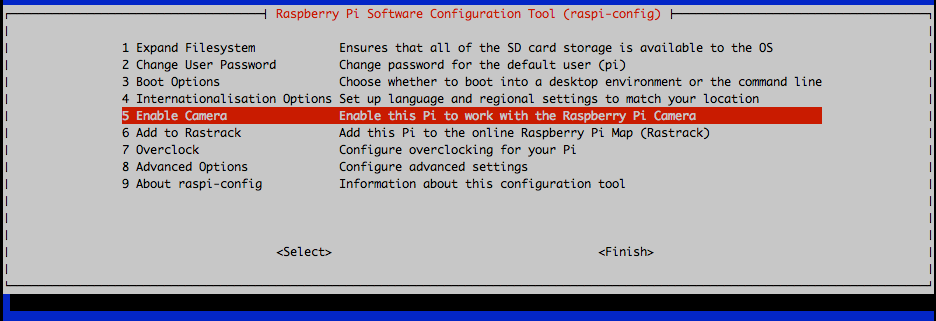 Raspberry Pi Software Configuration Tool (raspi-config)
1 Expand Filesystem Ensures that all of the SD card storage is available to the OS
2 Change User Password Change password for the default user (pi)
3 Boot Options Choose whether to boot into a desktop environment or the command line
4 Internationalisation Options Set up language and regional settings to match your location
5 Enable Camera Enable this Pi to work with the Raspberry Pi Camera
6 Add to Rastrack Add this Pi to the online Raspberry Pi Map (Rastrack)
7 Overclock Configure overclocking for your Pi
8 Advanced Options Configure advanced settings
9 About raspi-config Information about this configuration tool
<Select> <Finish>